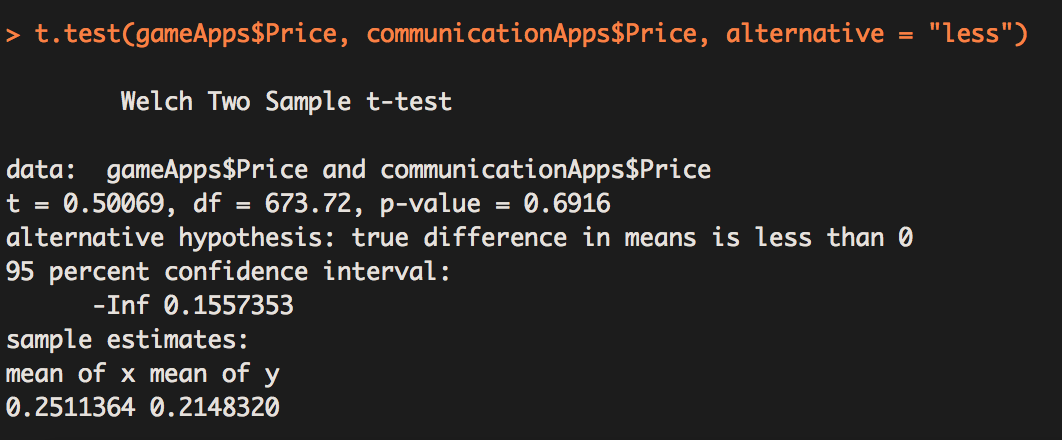 > t.test(gameApps$Price, communicationApps$Price, alternative = "less")
Welch Two Sample t-test
data:  gameApps$Price and communicationApps$Price
t = 0.50069, df = 673.72, p-value = 0.6916
alternative hypothesis: true difference in means is less than 0
95 percent confidence interval:
-Inf 0.1557353
sample estimates:
mean of x mean of y
0.2511364 0.2148320